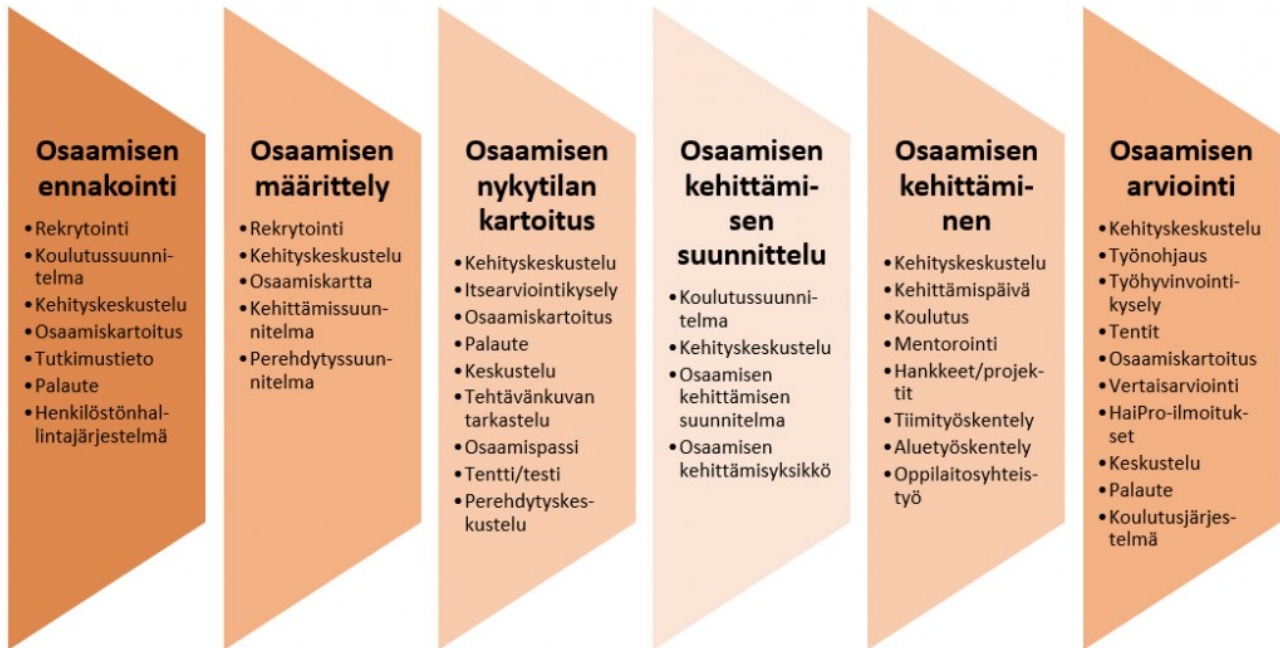 Osaamisen
ennakointi
•Rekrytointi
•Koulutussuunni-
telma
•Kehityskeskustelu
•Osaamiskartoitus
•Tutkimustieto
•Palaute
•Henkilöstönhal-
lintajärjestelmä
Osaamisen
määrittely
•Rekrytointi
•Kehityskeskustelu
•Osaamiskartta
•Kehittämissuun-
nitelma
•Perehdytyssuun-
nitelma
Osaamisen
nykytilan
kartoitus
•Kehityskeskustelu
•Itsearviointikysely
•Osaamiskartoitus
•Palaute
•Keskustelu
•Tehtävänkuvan
tarkastelu
•Osaamispassi
•Tentti/testi
•Perehdytyskes-
kustelu
Osaamisen
kehittämi-
sen
suunnittelu
•Koulutussuunni-
telma
•Kehityskeskustelu
•Osaamisen
kehittämisen
suunnitelma
•Osaamisen
kehittämisyksikkö
Osaamisen
kehittämi-
nen
•Kehityskeskustelu
•Kehittämispäivä
•Koulutus
•Mentorointi
•Hankkeet/projek-
tit
•Tiimityöskentely
•Aluetyöskentely
•Oppilaitosyhteis-
työ
Osaamisen
arviointi
•Kehityskeskustelu
•Työnohjaus
•Työhyvinvointi-
kysely
•Tentit
•Osaamiskartoitus
•Vertaisarviointi
•HaiPro-ilmoituk-
set
•Keskustelu
•Palaute
•Koulutusjärjes-
telmä